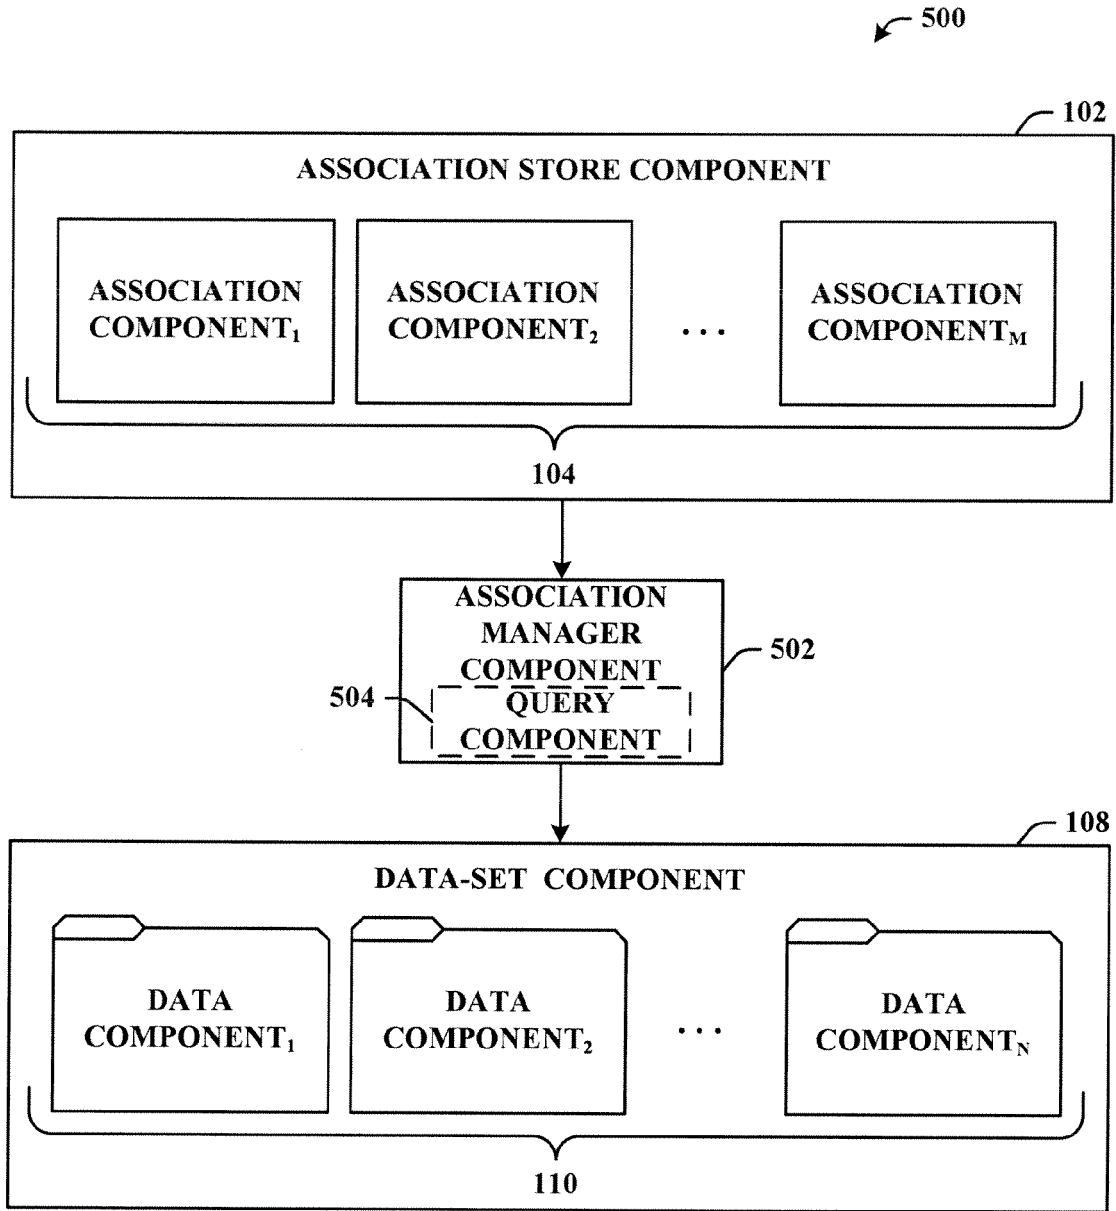 500
102
ASSOCIATION STORE COMPONENT
ASSOCIATION
COMPONENT₁
ASSOCIATION
COMPONENT₂
. . .
ASSOCIATION
COMPONENTM
104
ASSOCIATION
MANAGER
COMPONENT
502
504
QUERY
COMPONENT
108
DATA-SET COMPONENT
DATA
COMPONENT₁
DATA
COMPONENT₂
. . .
DATA
COMPONENTN
110